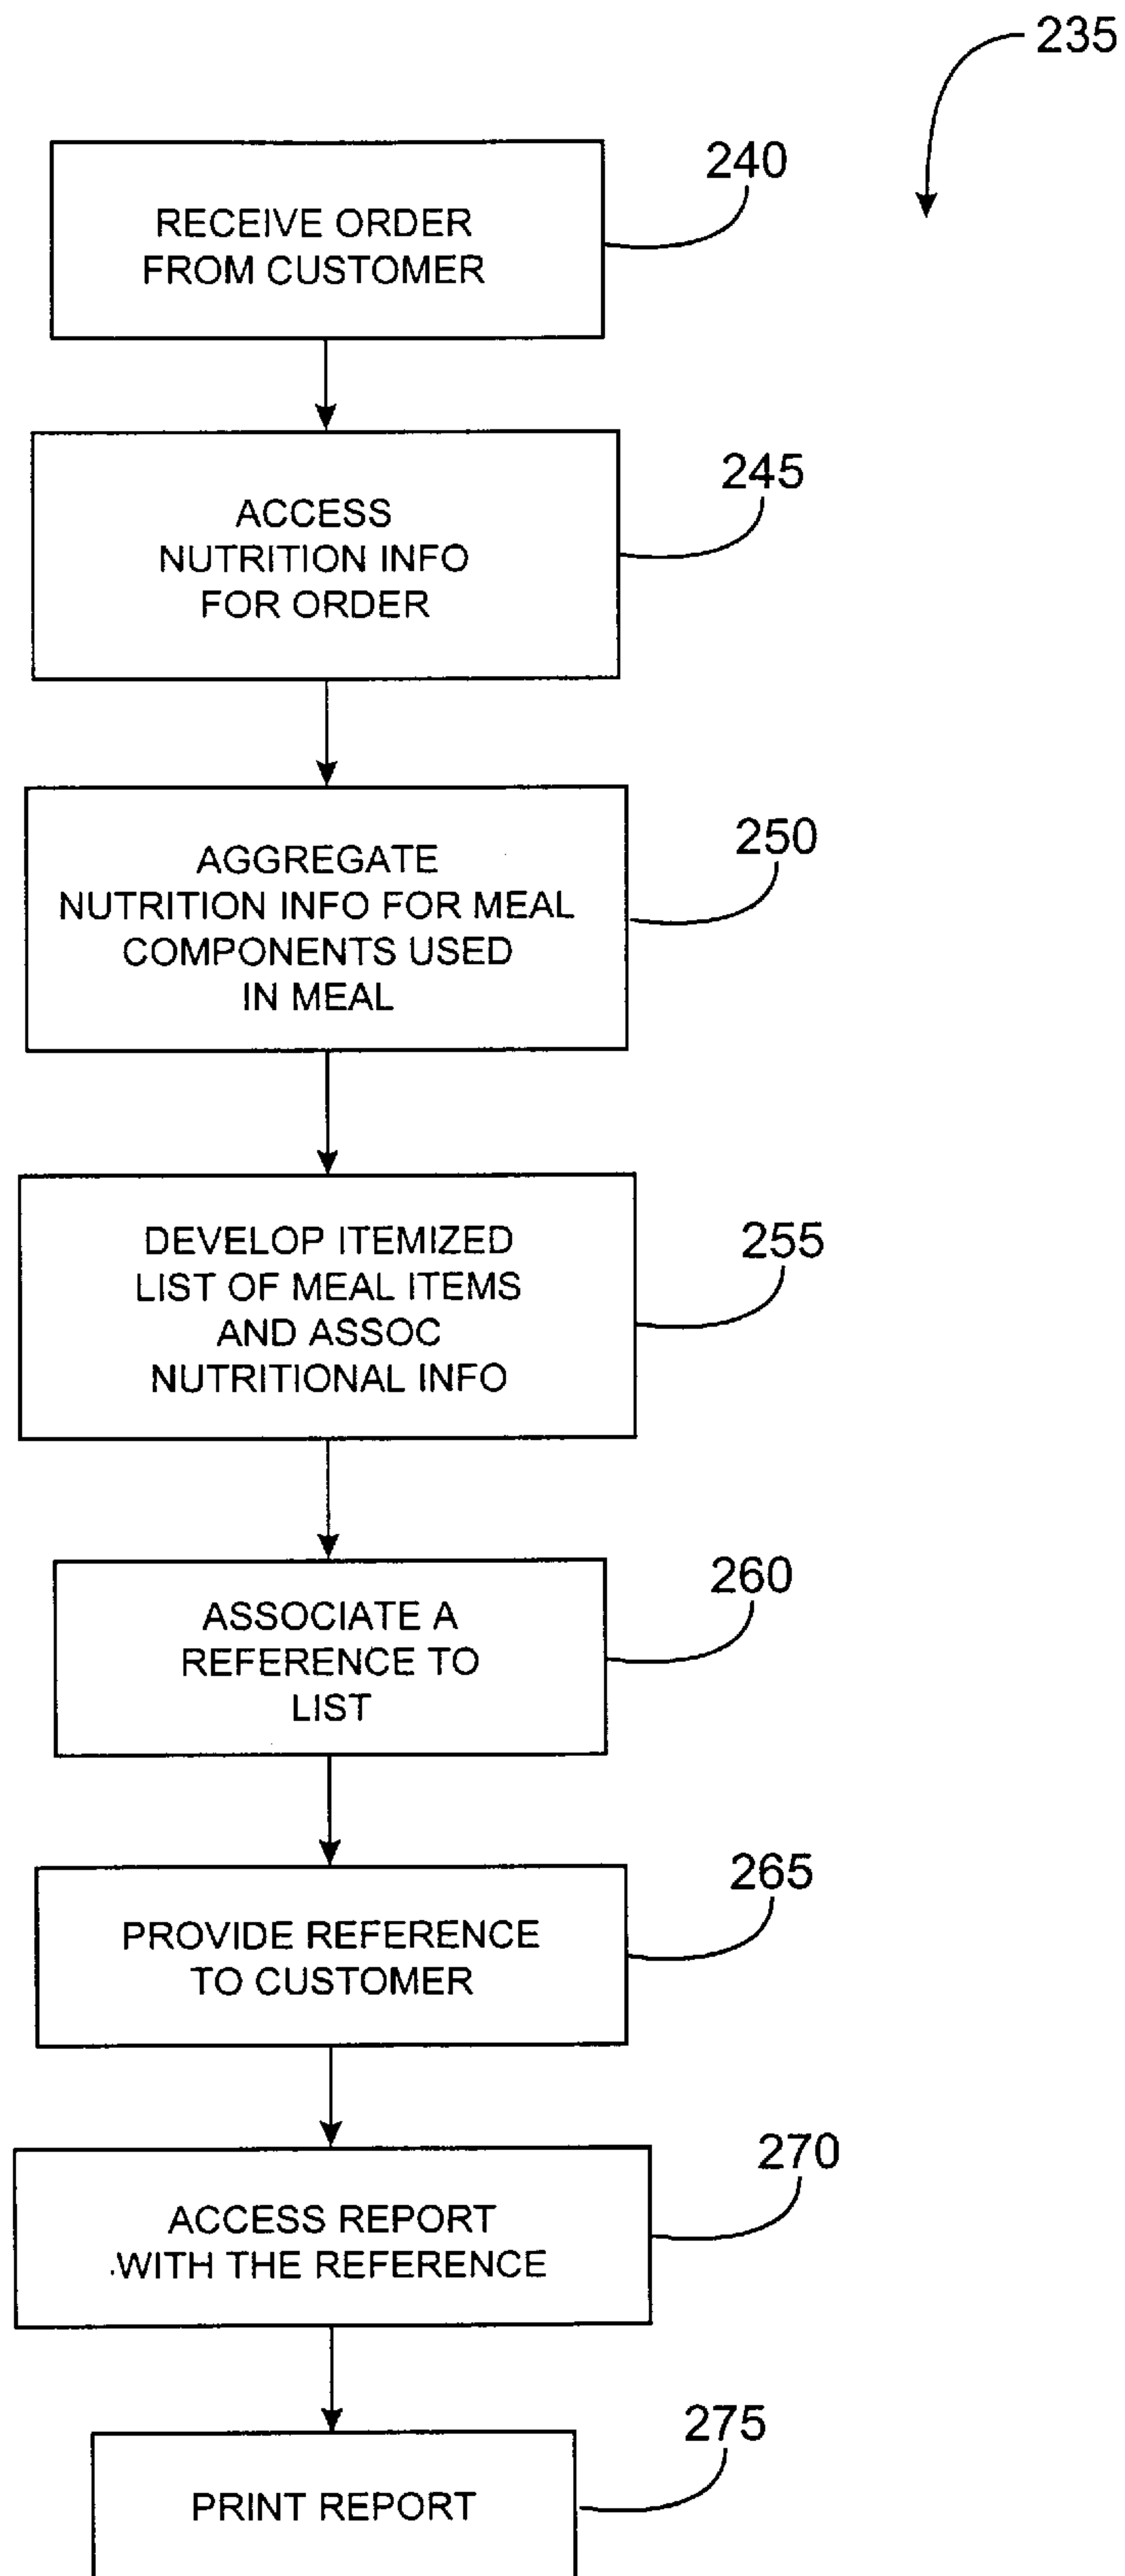 235
240
RECEIVE ORDER
FROM CUSTOMER
245
ACCESS
NUTRITION INFO
FOR ORDER
250
AGGREGATE
NUTRITION INFO FOR MEAL
COMPONENTS USED
IN MEAL
255
DEVELOP ITEMIZED
LIST OF MEAL ITEMS
AND ASSOC
NUTRITIONAL INFO
260
ASSOCIATE A
REFERENCE TO
LIST
265
PROVIDE REFERENCE
TO CUSTOMER
270
ACCESS REPORT
WITH THE REFERENCE
275
PRINT REPORT